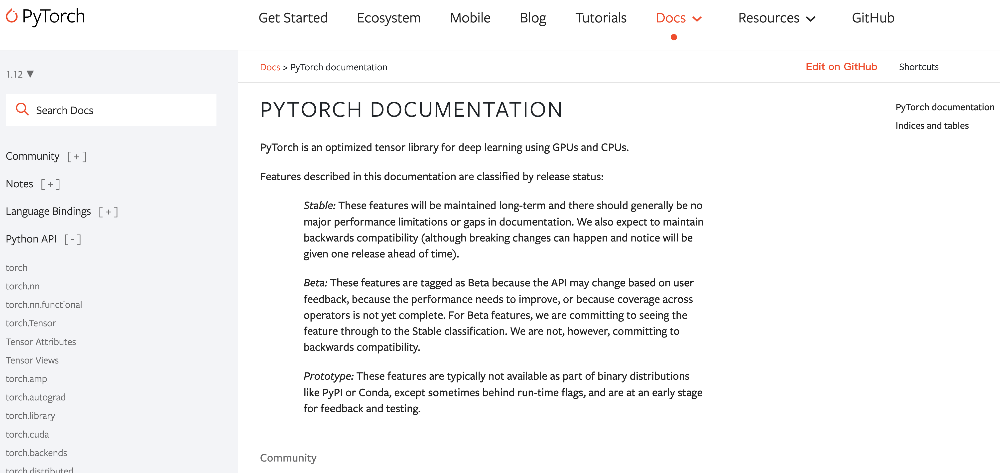 PyTorch
Get Started
Ecosystem
Mobile
Blog
Tutorials
Docs
Resources
GitHub
1.12 ▼
Search Docs
Community [ + ]
Notes [ + ]
Language Bindings [ + ]
Python API [ - ]
torch
torch.nn
torch.nn.functional
torch.Tensor
Tensor Attributes
Tensor Views
torch.amp
torch.autograd
torch.library
torch.cuda
torch.backends
torch.distributed
Docs > PyTorch documentation
Edit on GitHub
Shortcuts
PYTORCH DOCUMENTATION
PyTorch is an optimized tensor library for deep learning using GPUs and CPUs.
Features described in this documentation are classified by release status:
Stable: These features will be maintained long-term and there should generally be no
major performance limitations or gaps in documentation. We also expect to maintain
backwards compatibility (although breaking changes can happen and notice will be
given one release ahead of time).
Beta: These features are tagged as Beta because the API may change based on user
feedback, because the performance needs to improve, or because coverage across
operators is not yet complete. For Beta features, we are committing to seeing the
feature through to the Stable classification. We are not, however, committing to
backwards compatibility.
Prototype: These features are typically not available as part of binary distributions
like PyPI or Conda, except sometimes behind run-time flags, and are at an early stage
for feedback and testing.
Community
PyTorch documentation
Indices and tables